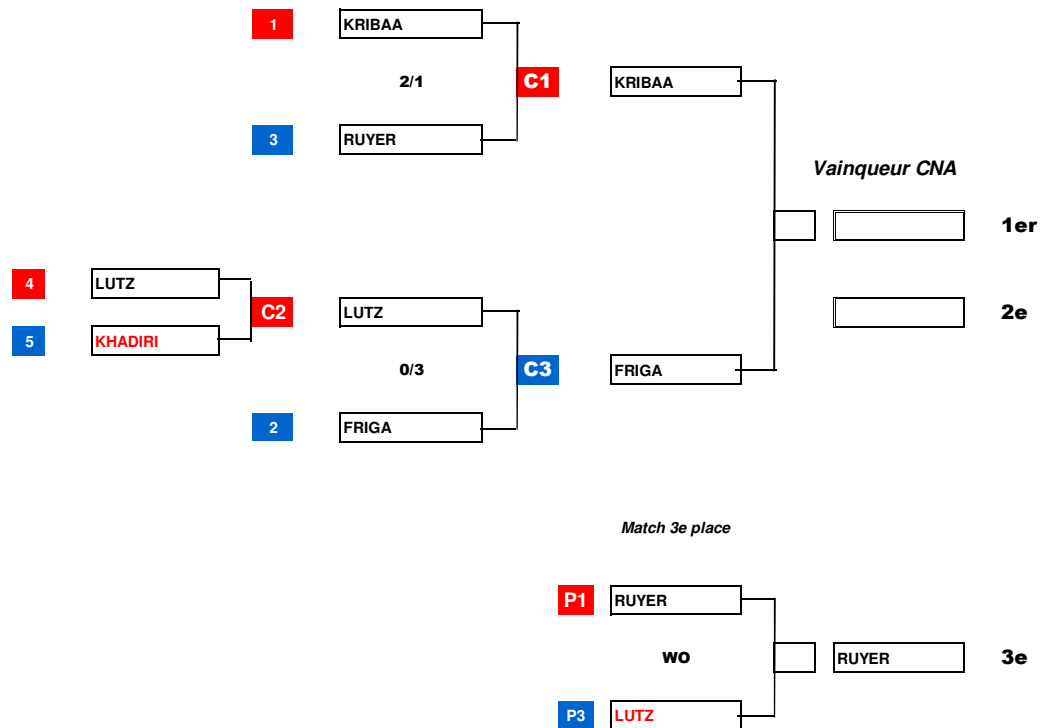 1 KRIBAA
2/1 C1 KRIBAA
3 RUYER
Vainqueur CNA
1er
4 LUTZ
C2 LUTZ 2e
5 KHADIRI
0/3 C3 FRIGA
2 FRIGA
Match 3e place
P1 RUYER
WO RUYER 3e
P3 LUTZ